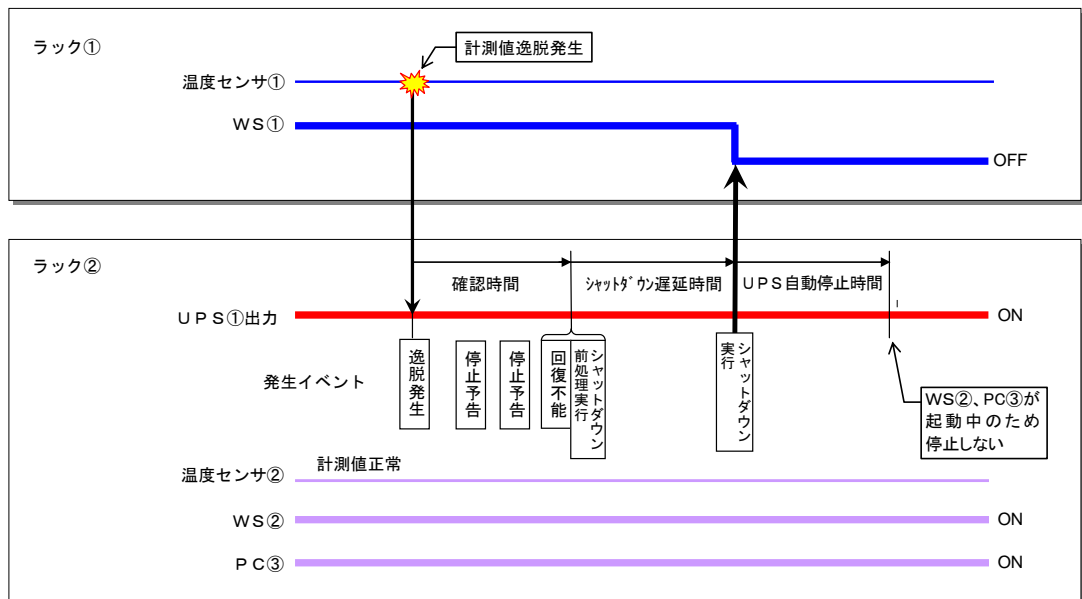 ラック①
計測値逸脱発生
温度センサ①
WS①
OFF
ラック②
確認時間
ｼｬｯﾄﾀﾞｳﾝ遅延時間
UPS自動停止時間
UPS①出力
ON
発生イベント
逸脱発生
停止予告
停止予告
回復不能
シャットダウン
前処理実行
シャットダウン
実行
WS②、PC③が
起動中のため
停止しない
計測値正常
温度センサ②
WS②
ON
PC③
ON